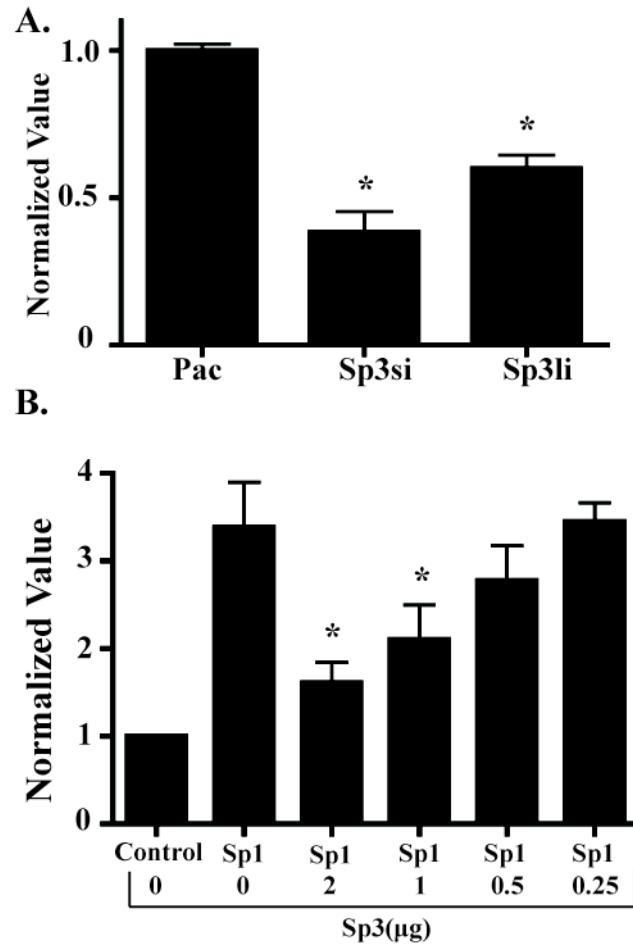 A.
Normalized Value
1.0
*
*
0.5
0
Pac Sp3si Sp3li
B.
Normalized Value
4
3
*
*
2
1
0
Control Sp1 Sp1 Sp1 Sp1 Sp1
0 0 2 1 0.5 0.25
Sp3(μg)